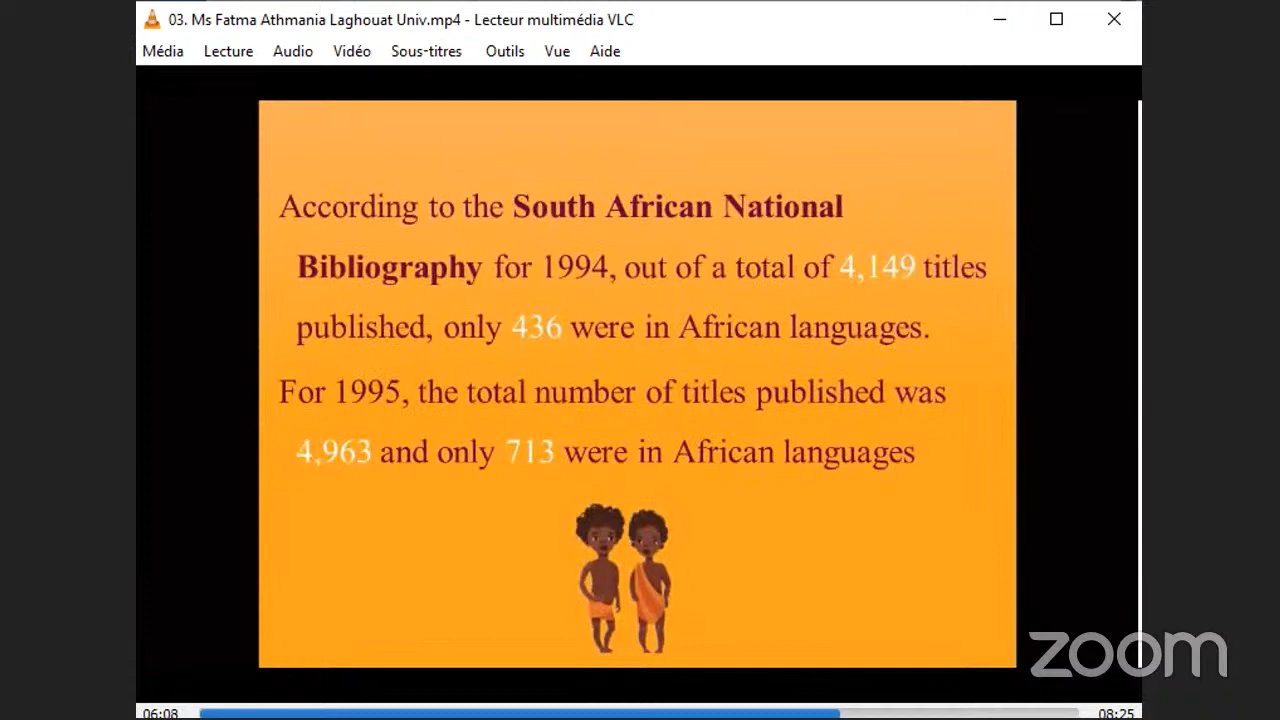 03. Ms Fatma Athmania Laghouat Univ.mp4 - Lecteur multimédia VLC
Média Lecture Audio Vidéo Sous-titres Outils Vue Aide
According to the South African National
Bibliography for 1994, out of a total of 4,149 titles
published, only 436 were in African languages.
For 1995, the total number of titles published was
4,963 and only 713 were in African languages
zoom
06:08 08:25